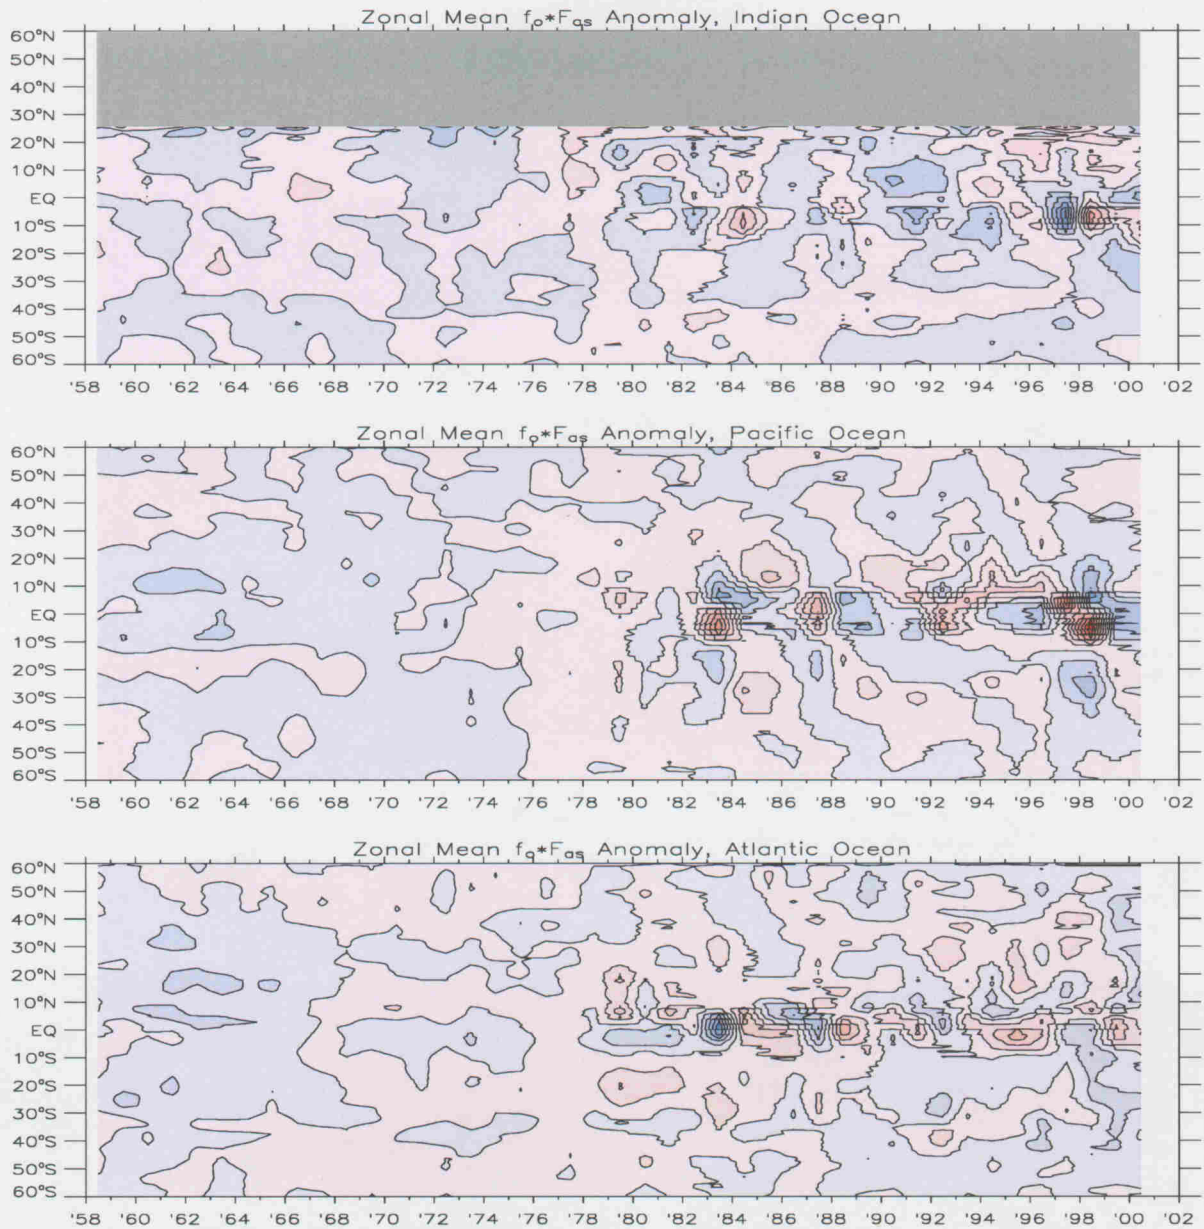 Zonal Mean fₒ*Fₐₛ Anomaly, Indian Ocean
60°N
50°N
40°N
30°N
20°N
10°N
EQ
10°S
20°S
30°S
40°S
50°S
60°S
'58 '60 '62 '64 '66 '68 '70 '72 '74 '76 '78 '80 '82 '84 '86 '88 '90 '92 '94 '96 '98 '00 '02
Zonal Mean fₒ*Fₐₛ Anomaly, Pacific Ocean
60°N
50°N
40°N
30°N
20°N
10°N
EQ
10°S
20°S
30°S
40°S
50°S
60°S
'58 '60 '62 '64 '66 '68 '70 '72 '74 '76 '78 '80 '82 '84 '86 '88 '90 '92 '94 '96 '98 '00 '02
Zonal Mean fₒ*Fₐₛ Anomaly, Atlantic Ocean
60°N
50°N
40°N
30°N
20°N
10°N
EQ
10°S
20°S
30°S
40°S
50°S
60°S
'58 '60 '62 '64 '66 '68 '70 '72 '74 '76 '78 '80 '82 '84 '86 '88 '90 '92 '94 '96 '98 '00 '02